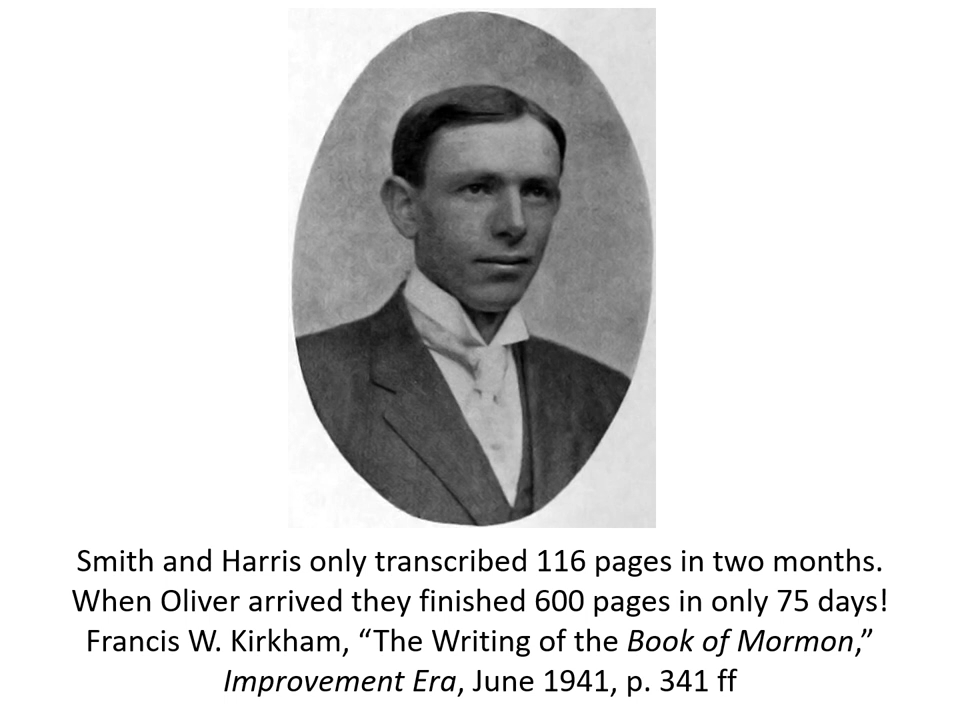 Smith and Harris only transcribed 116 pages in two months.
When Oliver arrived they finished 600 pages in only 75 days!
Francis W. Kirkham, “The Writing of the Book of Mormon,”
Improvement Era, June 1941, p. 341 ff